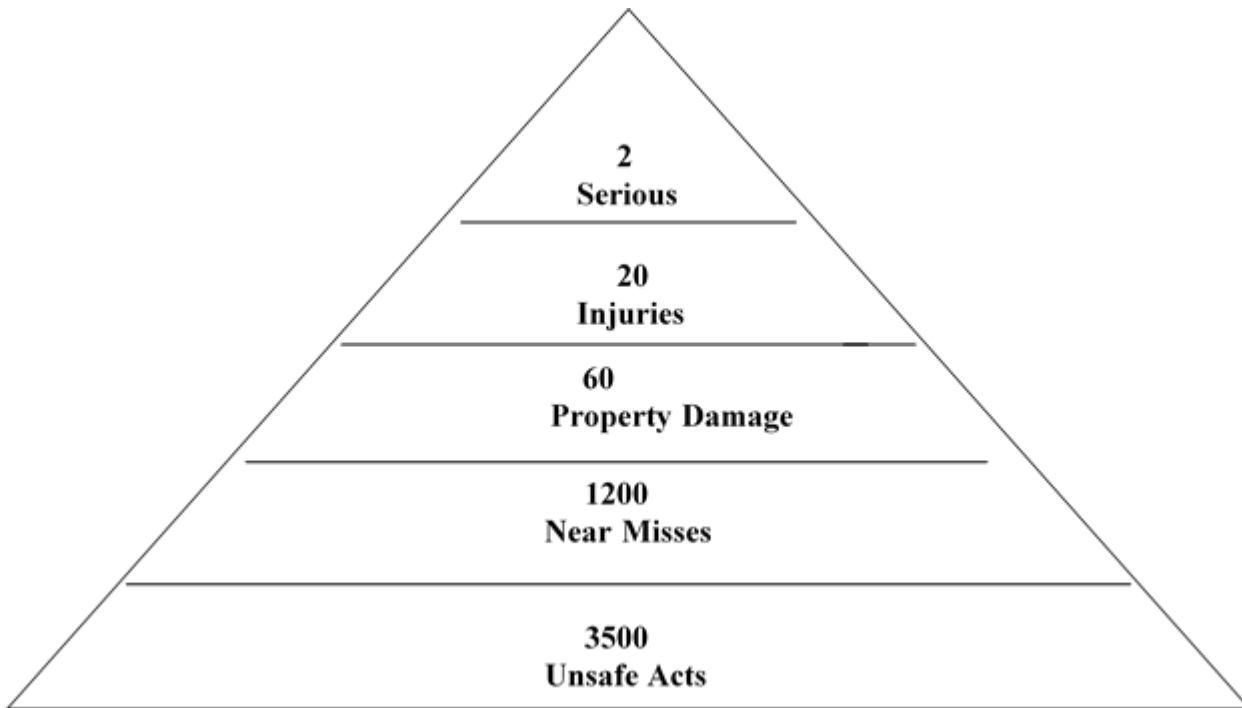 2
Serious
20
Injuries
60
Property Damage
1200
Near Misses
3500
Unsafe Acts